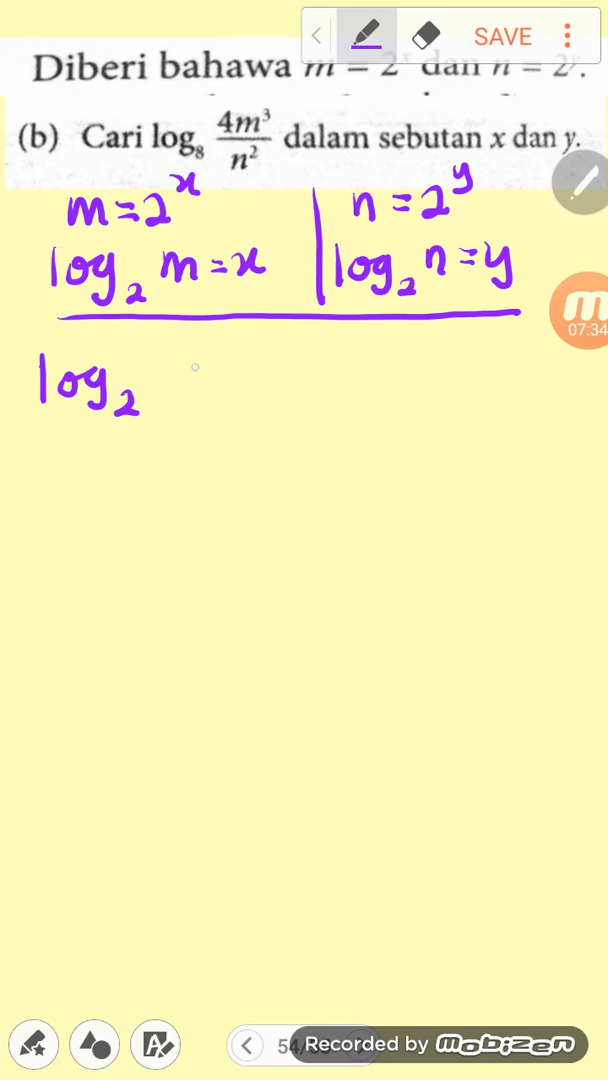 SAVE
Diberi bahawa m = 2ˣ dan n = 2ʸ.
(b) Cari log₈ 4m³/n² dalam sebutan x dan y.
m = 2ˣ | n = 2ʸ
log₂ m = x | log₂ n = y
07:34
log₂
54
Recorded by mobizen